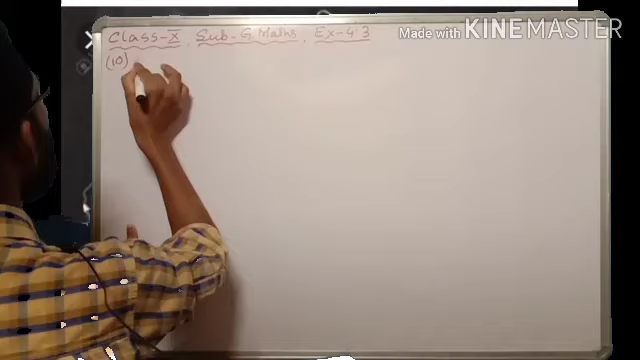 Made with KINEMASTER
Class-X, Sub-G. Maths, Ex-4.3
(10)